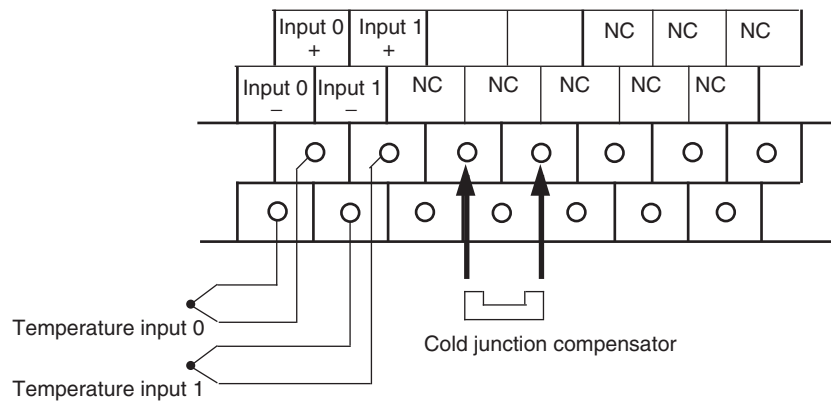 Input 0 Input 1 NC NC NC
+ +
Input 0 Input 1 NC NC NC NC NC
– –
Temperature input 0
Cold junction compensator
Temperature input 1